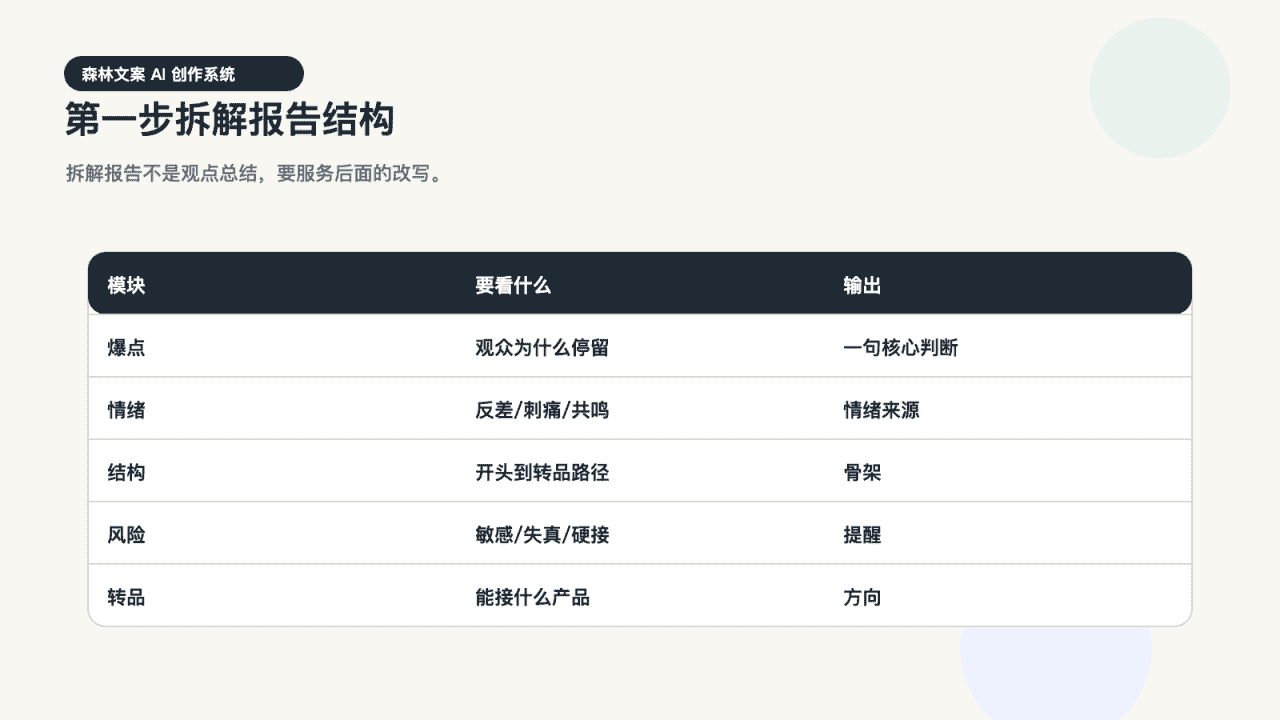 森林文案 AI 创作系统
第一步拆解报告结构
拆解报告不是观点总结，要服务后面的改写。
模块 要看什么 输出
爆点 观众为什么停留 一句核心判断
情绪 反差/刺痛/共鸣 情绪来源
结构 开头到转品路径 骨架
风险 敏感/失真/硬接 提醒
转品 能接什么产品 方向